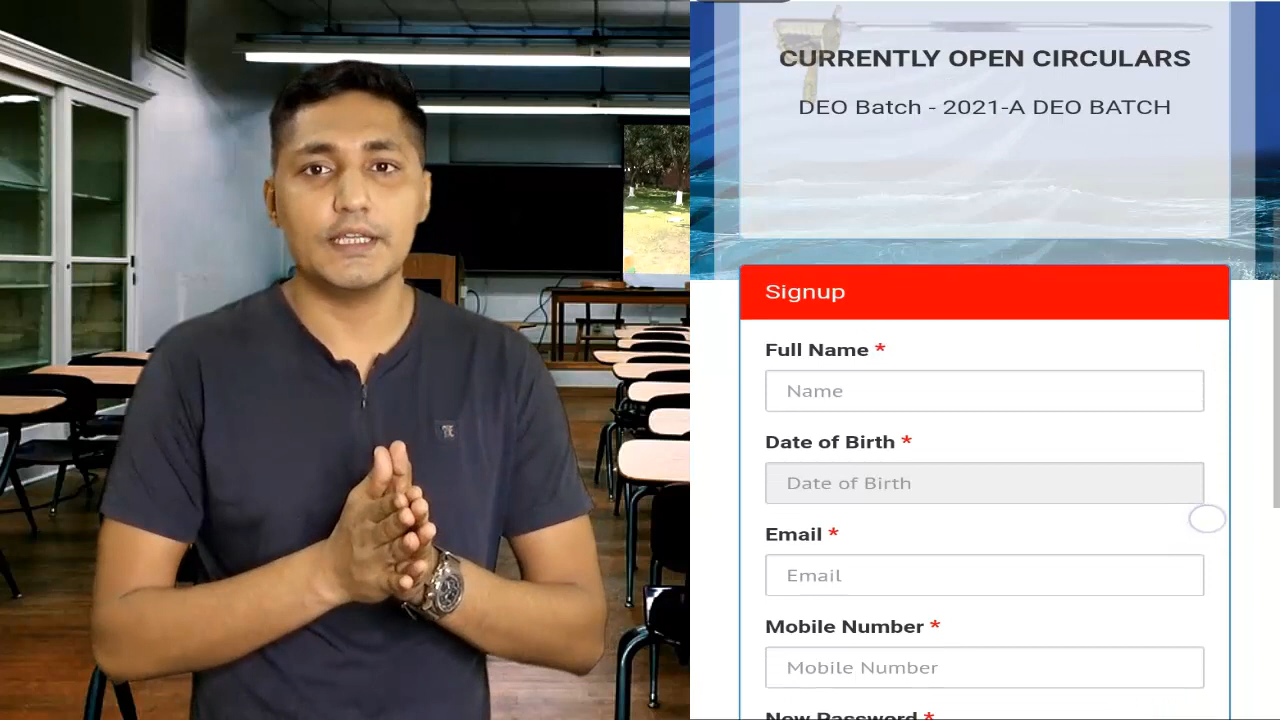 CURRENTLY OPEN CIRCULARS
DEO Batch - 2021-A DEO BATCH
Signup
Full Name *
Name
Date of Birth *
Date of Birth
Email *
Email
Mobile Number *
Mobile Number
New Password *